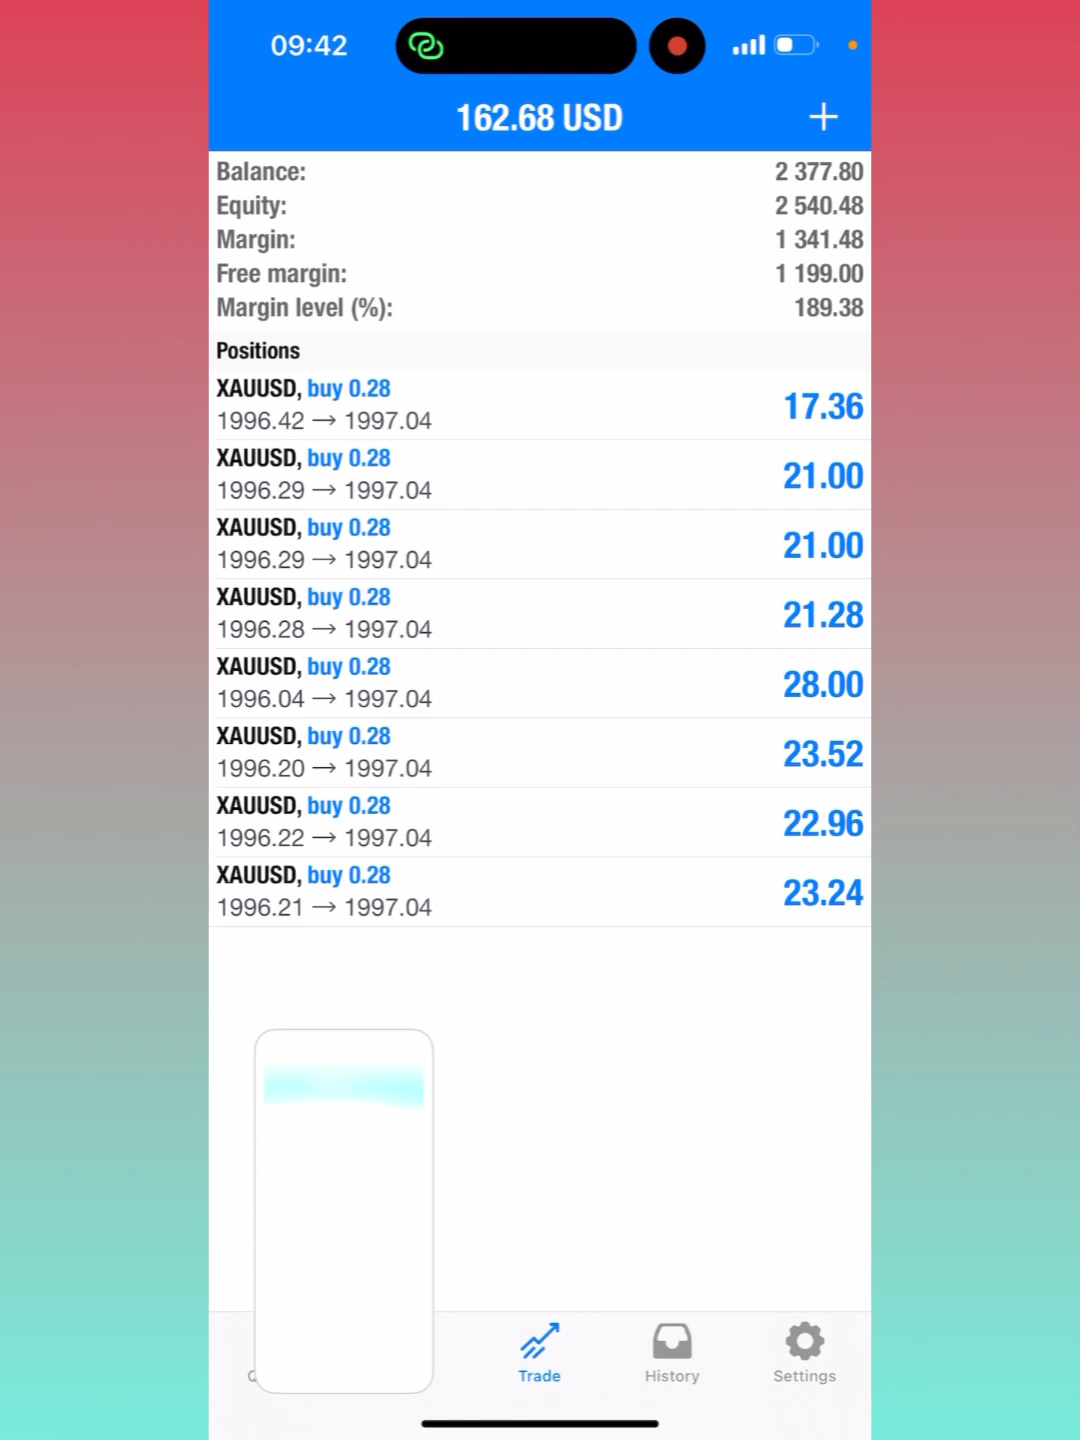 09:42
162.68 USD +
Balance: 2 377.80
Equity: 2 540.48
Margin: 1 341.48
Free margin: 1 199.00
Margin level (%): 189.38
Positions
XAUUSD, buy 0.28
1996.42 → 1997.04 17.36
XAUUSD, buy 0.28
1996.29 → 1997.04 21.00
XAUUSD, buy 0.28
1996.29 → 1997.04 21.00
XAUUSD, buy 0.28
1996.28 → 1997.04 21.28
XAUUSD, buy 0.28
1996.04 → 1997.04 28.00
XAUUSD, buy 0.28
1996.20 → 1997.04 23.52
XAUUSD, buy 0.28
1996.22 → 1997.04 22.96
XAUUSD, buy 0.28
1996.21 → 1997.04 23.24
Trade History Settings